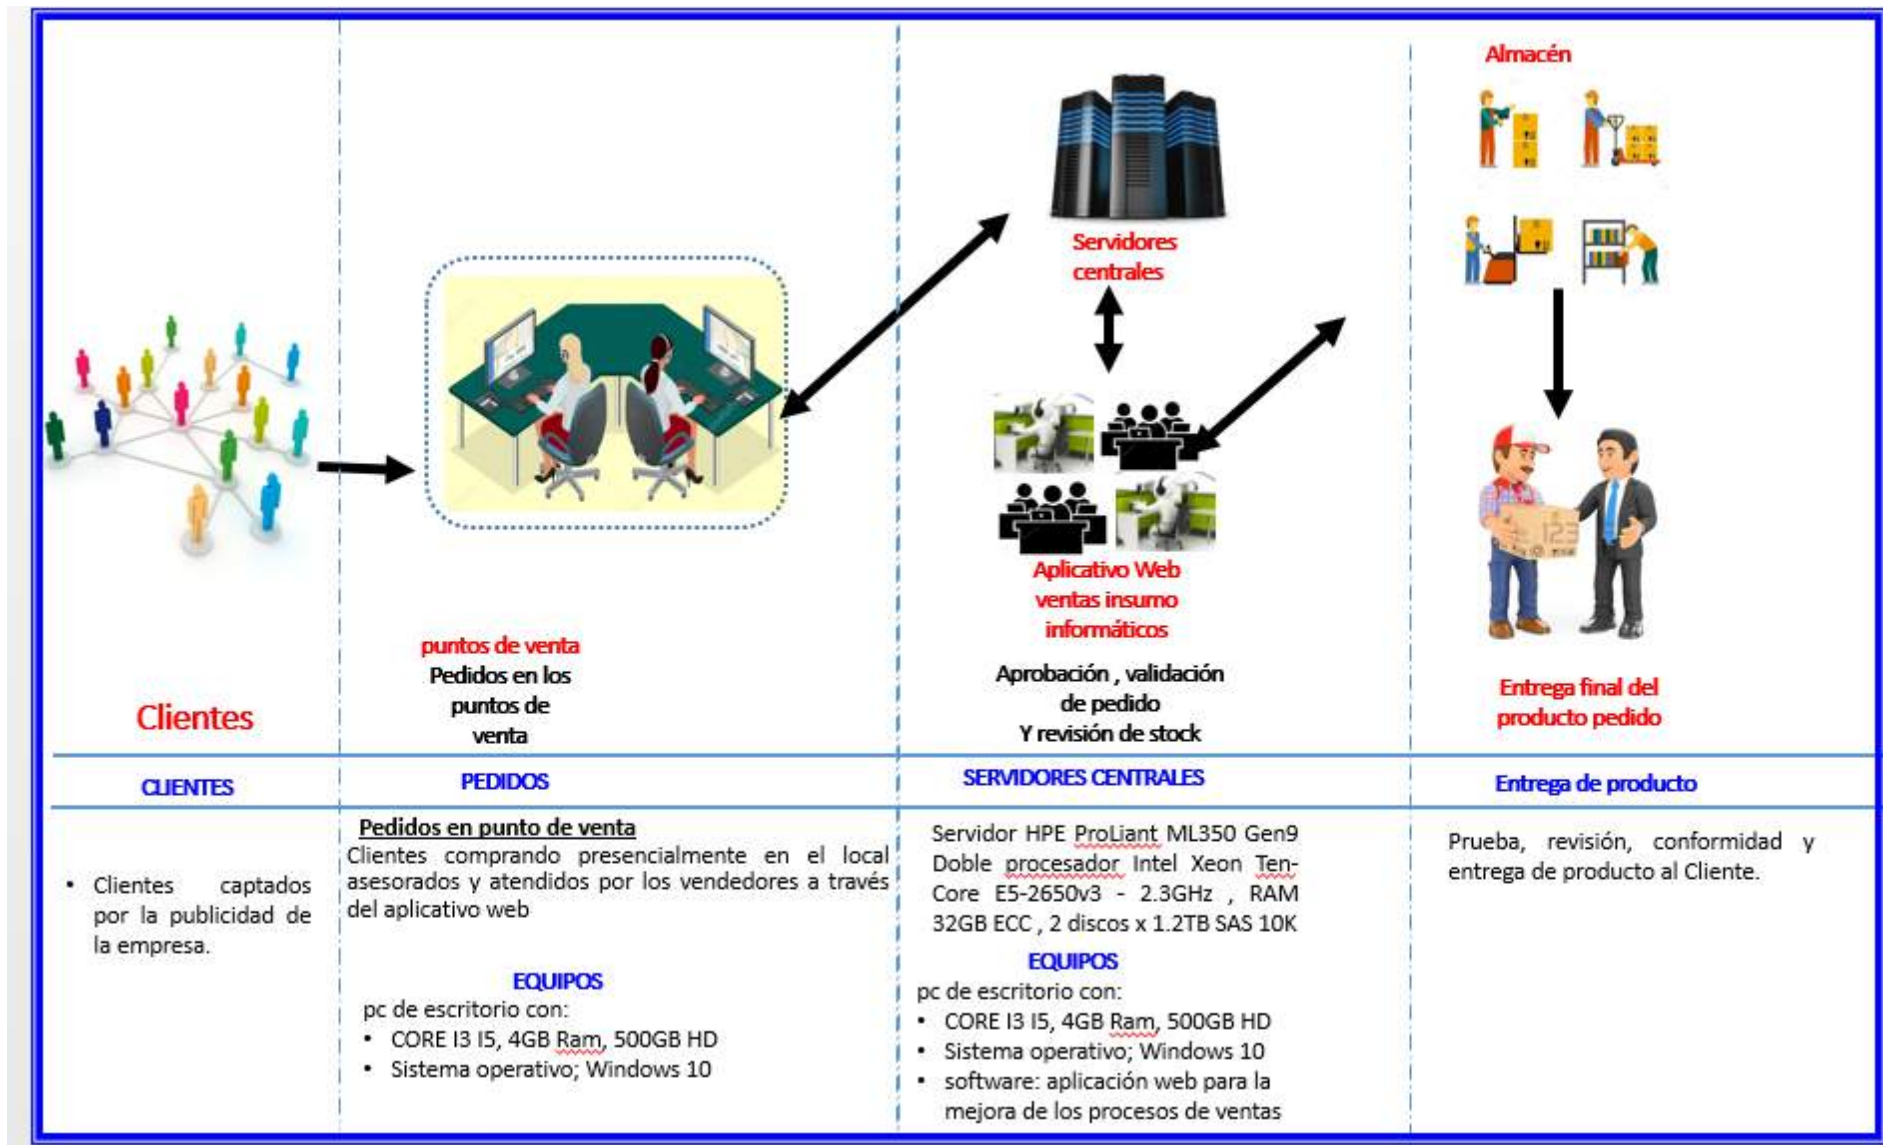 Clientes
puntos de venta
Pedidos en los
puntos de
venta
Servidores
centrales
Aplicativo Web
ventas insumo
informáticos
Aprobación , validación
de pedido
Y revisión de stock
Almacén
123
Entrega final del
producto pedido
CLIENTES
PEDIDOS
SERVIDORES CENTRALES
Entrega de producto
• Clientes captados
por la publicidad de
la empresa.
Pedidos en punto de venta
Clientes comprando presencialmente en el local
asesorados y atendidos por los vendedores a través
del aplicativo web
EQUIPOS
pc de escritorio con:
• CORE I3 I5, 4GB Ram, 500GB HD
• Sistema operativo; Windows 10
Servidor HPE ProLiant ML350 Gen9
Doble procesador Intel Xeon Ten-
Core E5-2650v3 - 2.3GHz , RAM
32GB ECC , 2 discos x 1.2TB SAS 10K
EQUIPOS
pc de escritorio con:
• CORE I3 I5, 4GB Ram, 500GB HD
• Sistema operativo; Windows 10
• software: aplicación web para la
mejora de los procesos de ventas
Prueba, revisión, conformidad y
entrega de producto al Cliente.